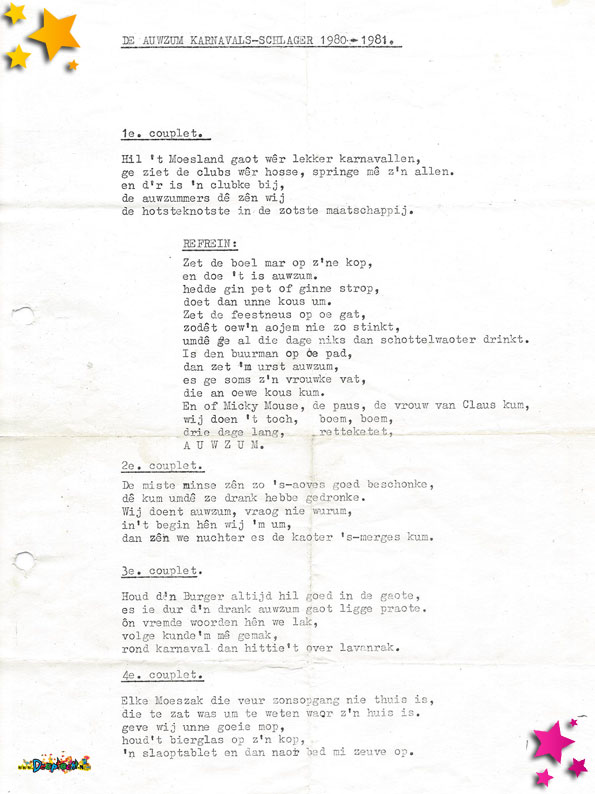 DE AUWZUM KARNAVALS-SCHLAGER 1980-1981.
1e. couplet.
Hil 't Moesland gaot wêr lekker karnavallen,
ge ziet de clubs wêr hosse, springe mê z'n allen.
en d'r is 'n clubke bij,
de auwzummers dê zên wij
de hotsteknotste in de zotste maatschappij.
REFREIN:
Zet de boel mar op z'ne kop,
en doe 't is auwzum.
hedde gin pet of ginne strop,
doet dan unne kous um.
Zet de feestneus op oe gat,
zodêt oew'n aojem nie zo stinkt,
umdê ge al die dage niks dan schottelwaoter drinkt.
Is den buurman op oe pad,
dan zet 'm urst auwzum,
es ge soms z'n vrouwke vat,
die an oewe kous kum.
En of Micky Mouse, de paus, de vrouw van Claus kum,
wij doen 't toch, boem, boem,
drie dage lang, retteketet,
A U W Z U M.
2e. couplet.
De miste minse zên zo 's-aoves goed beschonke,
dê kum umdê ze drank hebbe gedronke.
Wij doent auwzum, vraog nie wurum,
in't begin hên wij 'm um,
dan zên we nuchter es de kaoter 's-merges kum.
3e. couplet.
Houd d'n Burger altijd hil goed in de gaote,
es ie dur d'n drank auwzum gaot ligge praote.
ôn vremde woorden hên we lak,
volge kunde'm mê gemak,
rond karnaval dan hittie't over lavanrak.
4e. couplet.
Elke Moeszak die veur zonsopgang nie thuis is,
die te zat was um te weten waor z'n huis is.
geve wij unne goeie mop,
houd't bierglas op z'n kop,
'n slaoptablet en dan naor bed mi zeuve op.